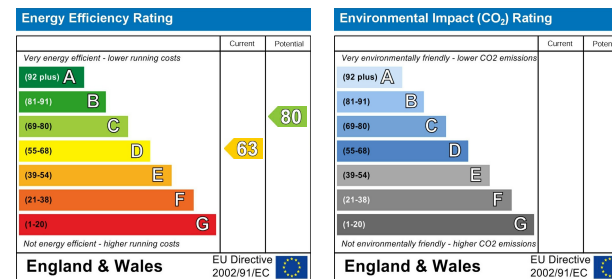 Energy Efficiency Rating
Current Potential
Very energy efficient - lower running costs
(92 plus) A
(81-91) B
(69-80) C
(55-68) D
(39-54) E
(21-38) F
(1-20) G
63
80
Not energy efficient - higher running costs
England & Wales
EU Directive
2002/91/EC
Environmental Impact (CO₂) Rating
Current Poten
Very environmentally friendly - lower CO2 emissions
(92 plus) A
(81-91) B
(69-80) C
(55-68) D
(39-54) E
(21-38) F
(1-20) G
Not environmentally friendly - higher CO2 emissions
England & Wales
EU Directive
2002/91/EC